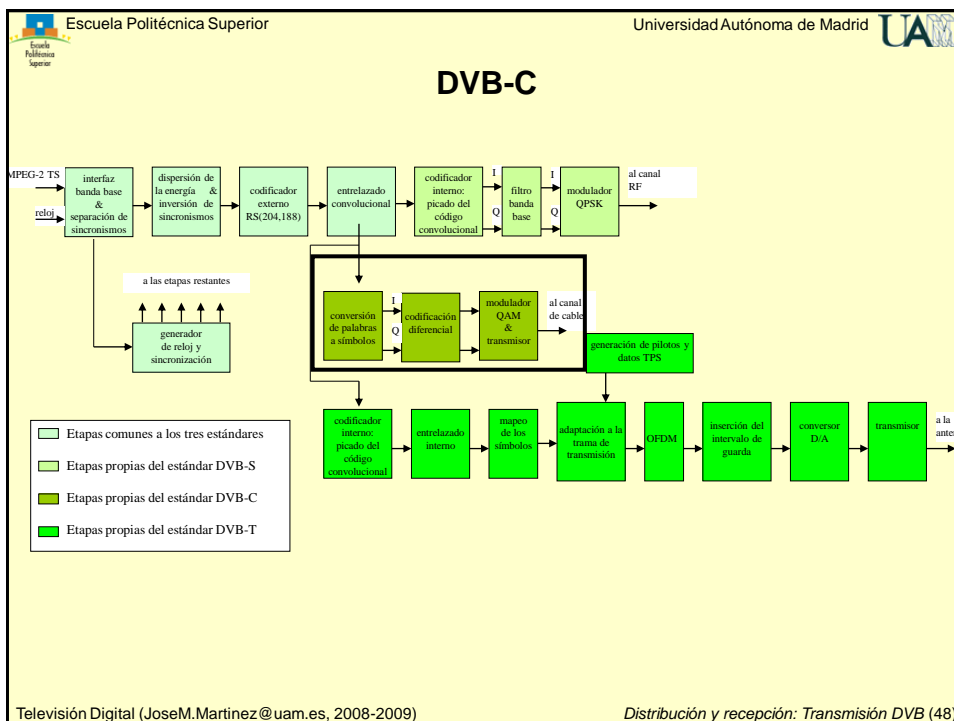 Escuela Politécnica Superior
Universidad Autónoma de Madrid
UAM
Escuela
Politécnica
Superior
DVB-C
MPEG-2 TS
reloj
interfaz
banda base
&
separación de
sincronismos
dispersión de
la energía &
inversión de
sincronismos
codificador
externo
RS(204,188)
entrelazado
convolucional
codificador
interno:
picado del
código
convolucional
I
Q
filtro
banda
base
I
Q
modulador
QPSK
al canal
RF
a las etapas restantes
generador
de reloj y
sincronización
conversión
de palabras
a símbolos
I
Q
codificación
diferencial
modulador
QAM
&
transmisor
al canal
de cable
generación de pilotos y
datos TPS
codificador
interno:
picado del
código
convolucional
entrelazado
interno
mapeo
de los
símbolos
adaptación a la
trama de
transmisión
OFDM
inserción del
intervalo de
guarda
conversor
D/A
transmisor
a la
ante
Etapas comunes a los tres estándares
Etapas propias del estándar DVB-S
Etapas propias del estándar DVB-C
Etapas propias del estándar DVB-T
Televisión Digital (JoseM.Martinez@uam.es, 2008-2009)
Distribución y recepción: Transmisión DVB (48)